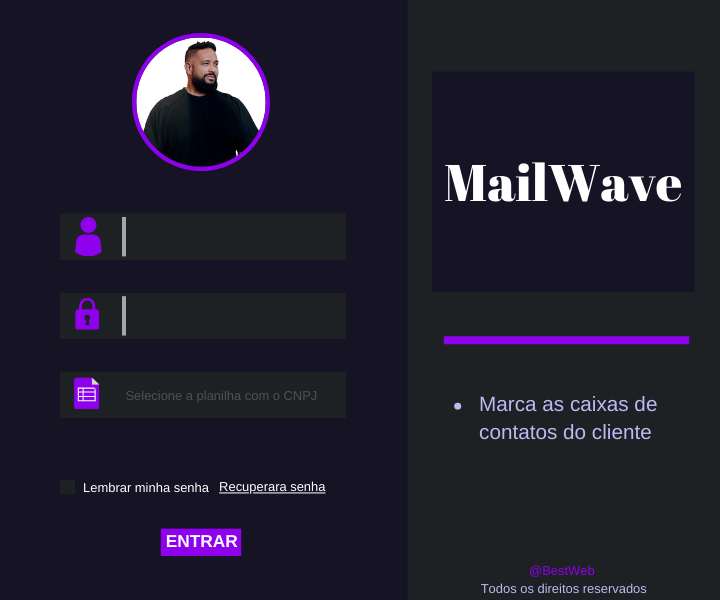 Selecione a planilha com o CNPJ
Lembrar minha senha Recuperara senha
ENTRAR
MailWave
Marca as caixas de
contatos do cliente
@BestWeb
Todos os direitos reservados